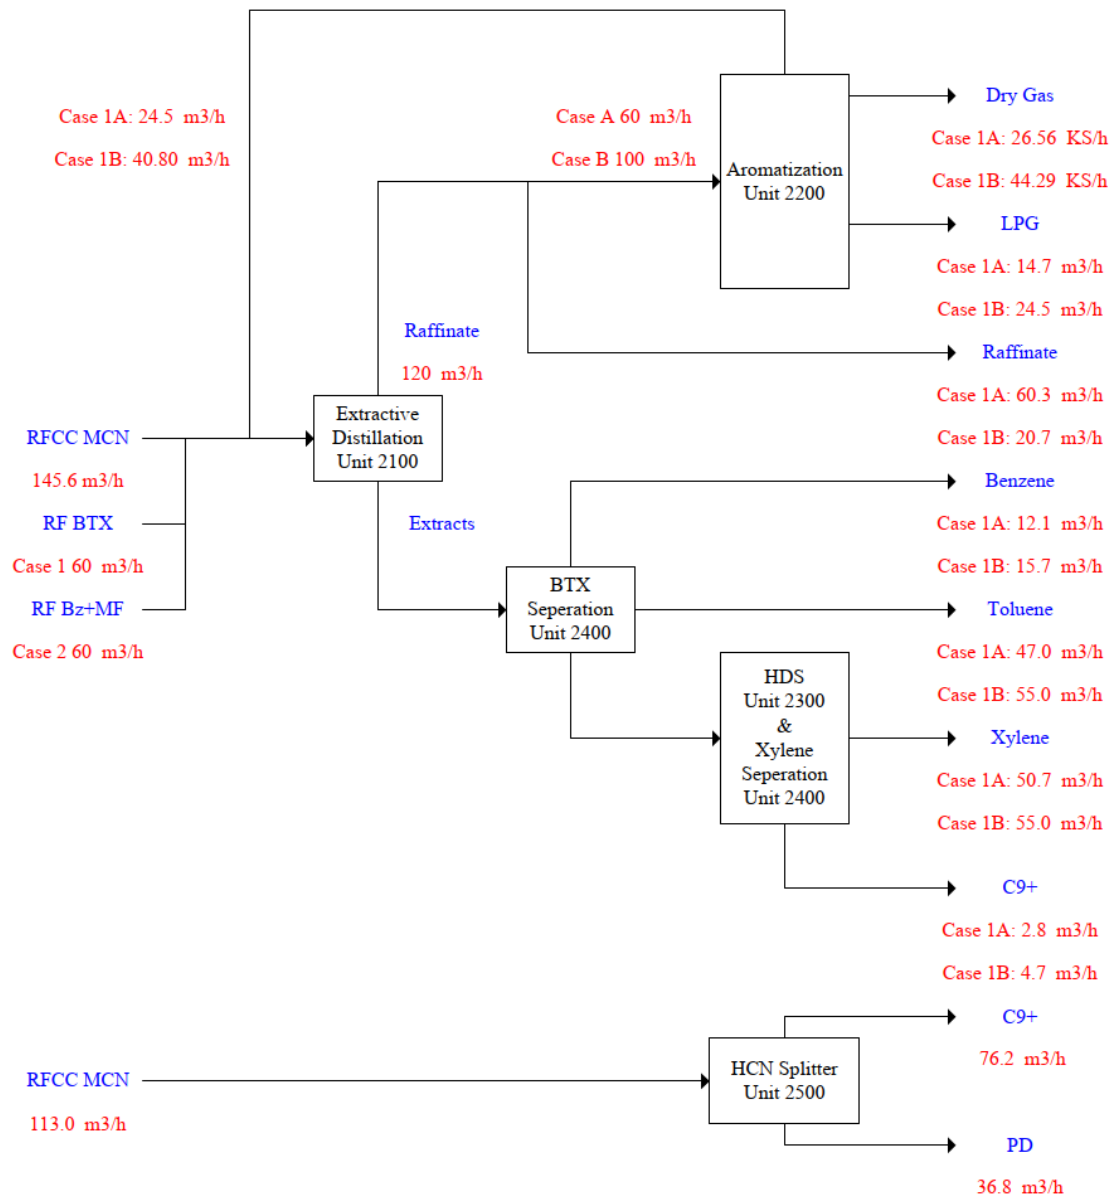 Case 1A: 24.5 m3/h
Case 1B: 40.80 m3/h
Case A 60 m3/h
Case B 100 m3/h
Aromatization
Unit 2200
Dry Gas
Case 1A: 26.56 KS/h
Case 1B: 44.29 KS/h
LPG
Case 1A: 14.7 m3/h
Case 1B: 24.5 m3/h
Raffinate
120 m3/h
Raffinate
Case 1A: 60.3 m3/h
Case 1B: 20.7 m3/h
RFCC MCN
145.6 m3/h
RF BTX
Case 1 60 m3/h
RF Bz+MF
Case 2 60 m3/h
Extractive
Distillation
Unit 2100
Extracts
BTX
Seperation
Unit 2400
Benzene
Case 1A: 12.1 m3/h
Case 1B: 15.7 m3/h
Toluene
Case 1A: 47.0 m3/h
Case 1B: 55.0 m3/h
HDS
Unit 2300
&
Xylene
Seperation
Unit 2400
Xylene
Case 1A: 50.7 m3/h
Case 1B: 55.0 m3/h
C9+
Case 1A: 2.8 m3/h
Case 1B: 4.7 m3/h
RFCC MCN
113.0 m3/h
HCN Splitter
Unit 2500
C9+
76.2 m3/h
PD
36.8 m3/h